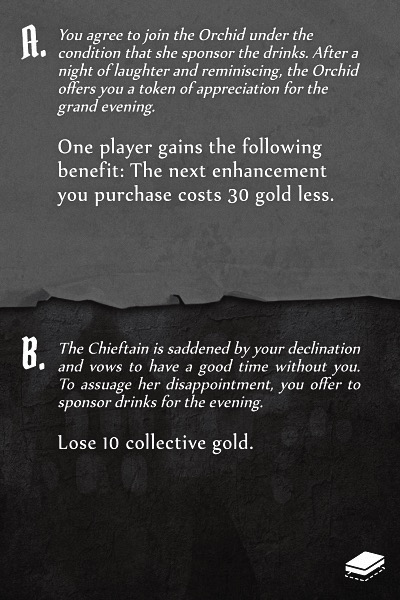 A. You agree to join the Orchid under the
condition that she sponsor the drinks. After a
night of laughter and reminiscing, the Orchid
offers you a token of appreciation for the
grand evening.
One player gains the following
benefit: The next enhancement
you purchase costs 30 gold less.
B. The Chieftain is saddened by your declination
and vows to have a good time without you.
To assuage her disappointment, you offer to
sponsor drinks for the evening.
Lose 10 collective gold.